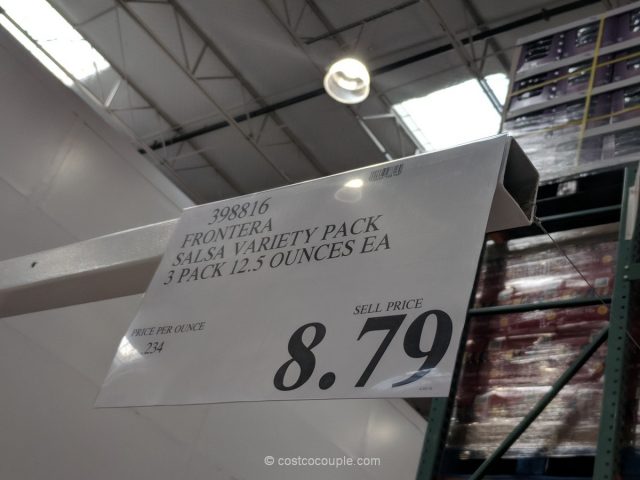 398816
FRONTERA
SALSA VARIETY PACK
3 PACK 12.5 OUNCES EA
SELL PRICE
8.79
PRICE PER OUNCE
.234
© costcocouple.com